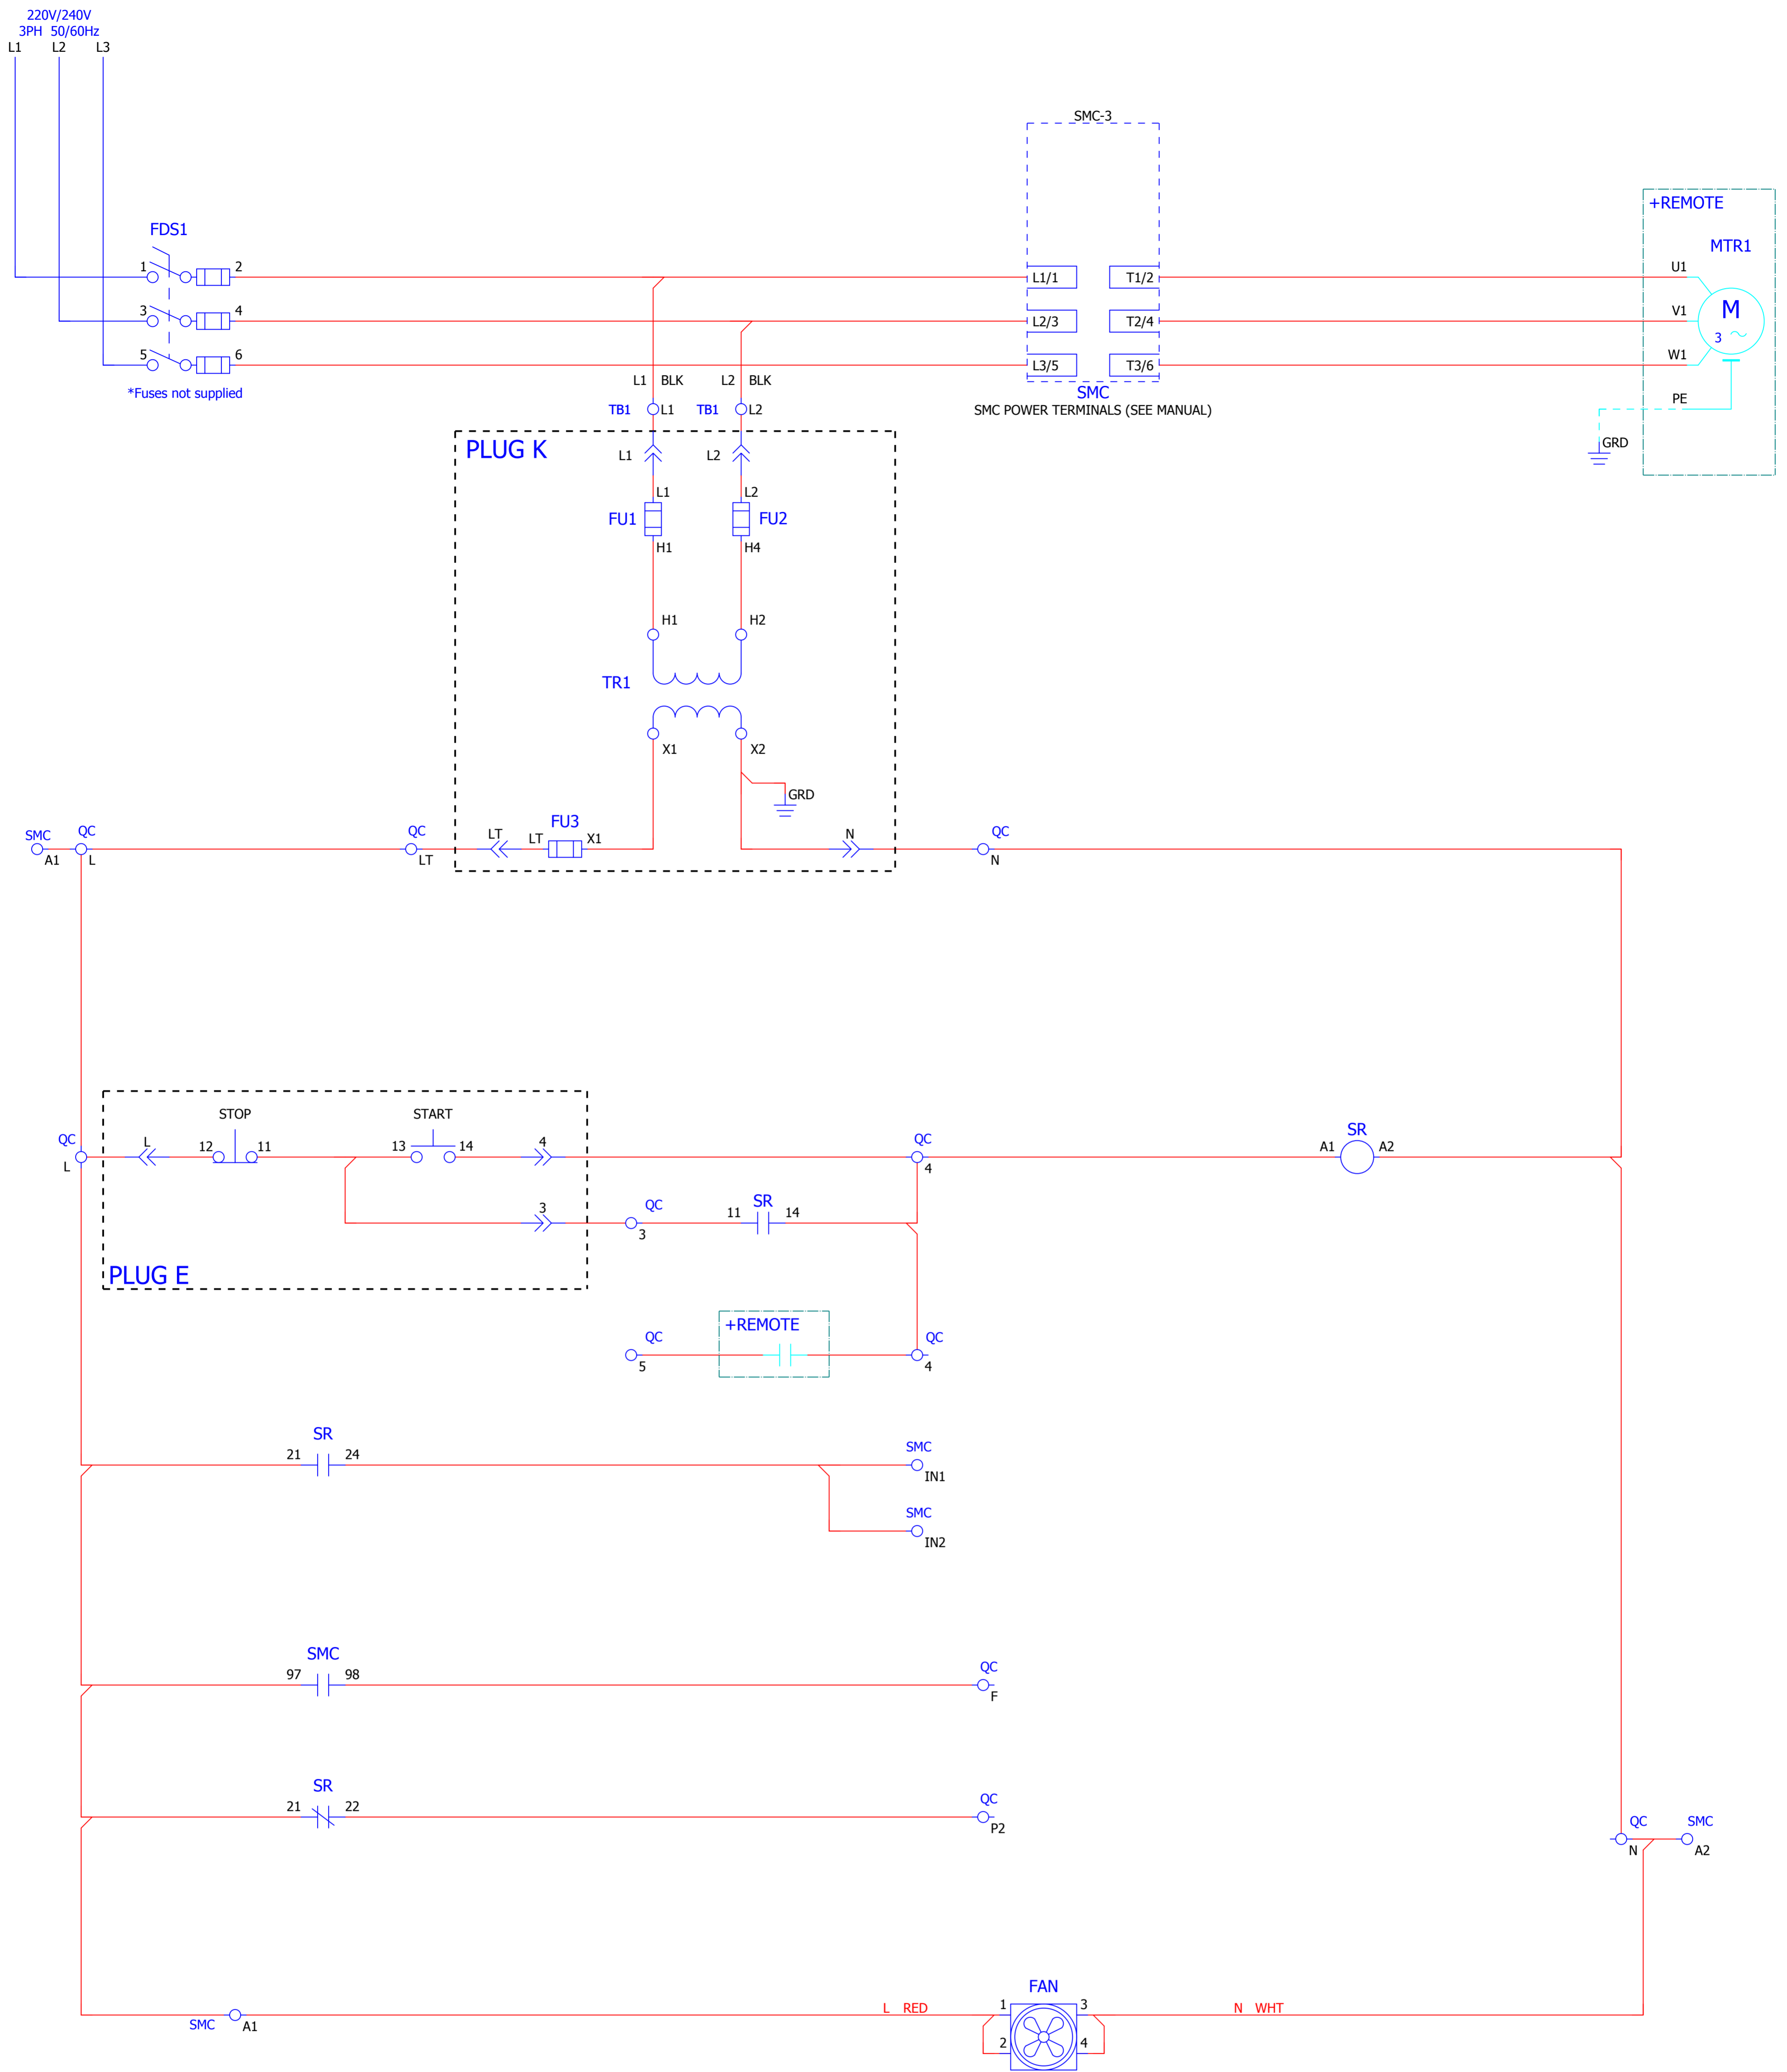 220V/240V
3PH 50/60Hz
L1 L2 L3
SMC-3
+REMOTE
MTR1
FDS1
1 2 L1/1 T1/2 U1
3 4 L2/3 T2/4 V1
M
3
5 6 L3/5 T3/6 W1
*Fuses not supplied
L1 BLK L2 BLK
SMC
SMC POWER TERMINALS (SEE MANUAL)
PE
TB1 L1 TB1 L2
GRD
PLUG K
L1 L2
L1 L2
FU1 FU2
H1 H4
H1 H2
TR1
X1 X2
GRD
SMC QC QC LT LT FU3 X1 N QC
A1 L LT N
STOP START
QC L 12 11 13 14 4 QC SR
L 4 A1 A2
3 QC 11 SR 14
3
PLUG E
+REMOTE
QC QC
5 4
SR
21 24 SMC
IN1
SMC
IN2
SMC
97 98 QC
F
SR
21 22 QC
P2
QC SMC
N A2
FAN
L RED 1 3 N WHT
SMC A1
2 4